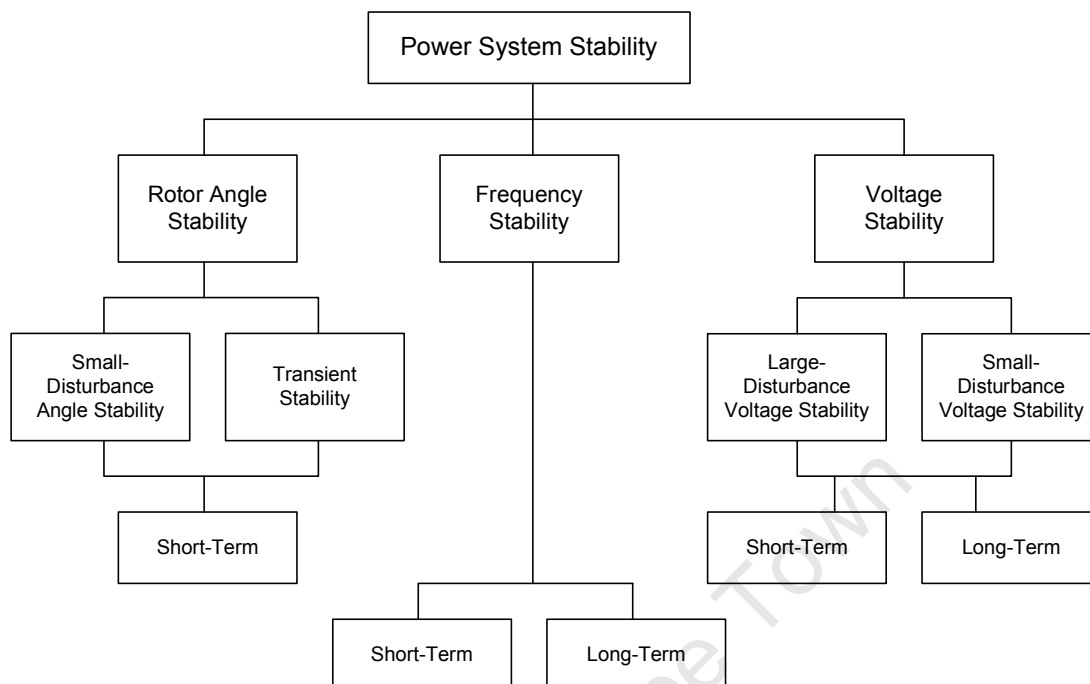 Power System Stability
Rotor Angle
Stability
Frequency
Stability
Voltage
Stability
Small-
Disturbance
Angle Stability
Transient
Stability
Large-
Disturbance
Voltage Stability
Small-
Disturbance
Voltage Stability
Short-Term
Short-Term
Long-Term
Short-Term
Long-Term
Town